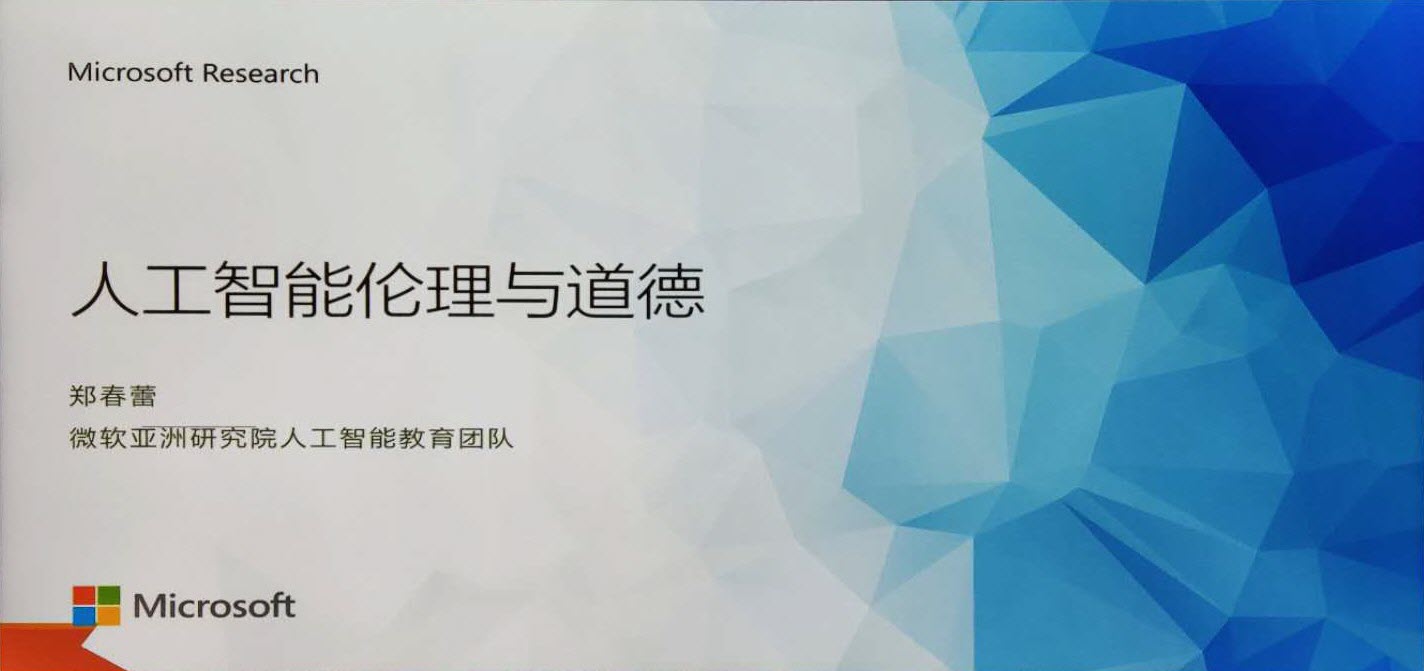 Microsoft Research
人工智能伦理与道德
郑春蕾
微软亚洲研究院人工智能教育团队
Microsoft